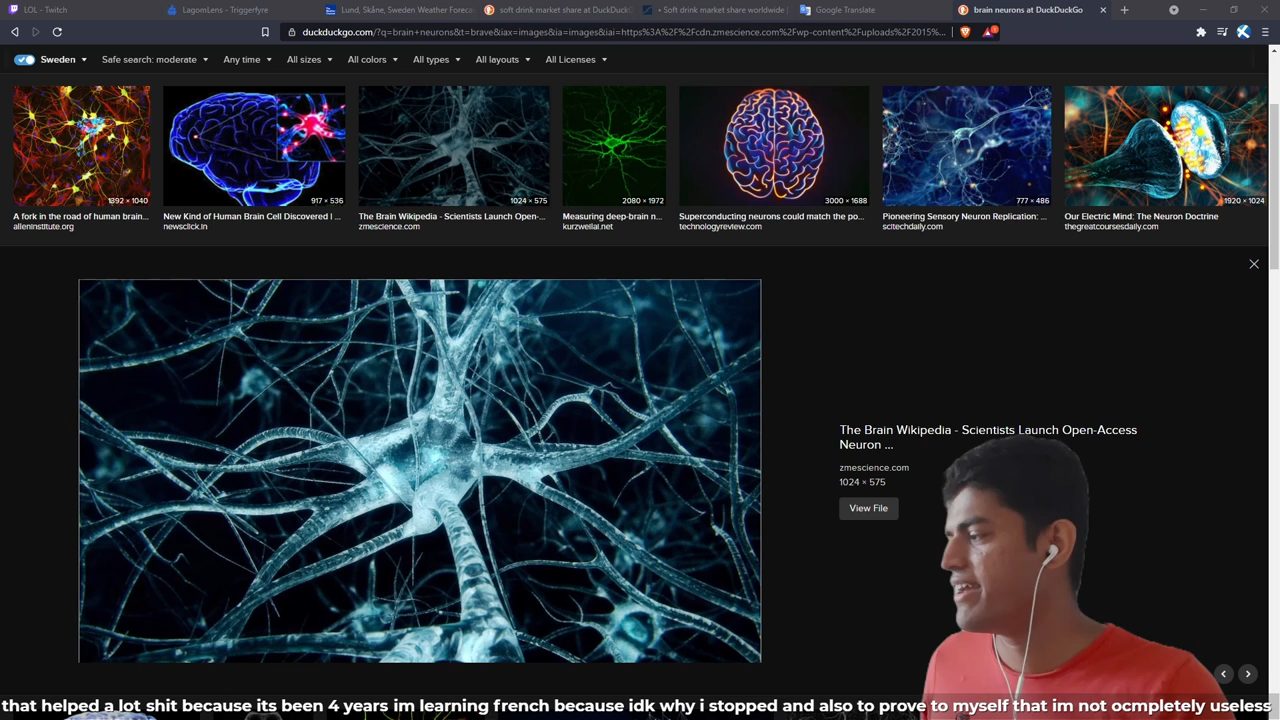 LOL - Twitch
LagomLens - Triggerfyre
Lund, Skåne, Sweden Weather Foreca
soft drink market share at DuckDuck
• Soft drink market share worldwide |
Google Translate
brain neurons at DuckDuckGo
duckduckgo.com/?q=brain+neurons&t=brave&iax=images&ia=images&iai=https%3A%2F%2Fcdn.zmescience.com%2Fwp-content%2Fuploads%2F2015%...
Sweden
Safe search: moderate
Any time
All sizes
All colors
All types
All layouts
All Licenses
1392 × 1040
917 × 536
1024 × 575
2080 × 1972
3000 × 1688
777 × 486
1920 × 1024
A fork in the road of human brain...
New Kind of Human Brain Cell Discovered | ...
The Brain Wikipedia - Scientists Launch Open-...
Measuring deep-brain n...
Superconducting neurons could match the po...
Pioneering Sensory Neuron Replication: ...
Our Electric Mind: The Neuron Doctrine
alleninstitute.org
newsclick.in
zmescience.com
kurzweilai.net
technologyreview.com
scitechdaily.com
thegreatcoursesdaily.com
The Brain Wikipedia - Scientists Launch Open-Access
Neuron ...
zmescience.com
1024 × 575
View File
that helped a lot shit because its been 4 years im learning french because idk why i stopped and also to prove to myself that im not ocmpletely useless